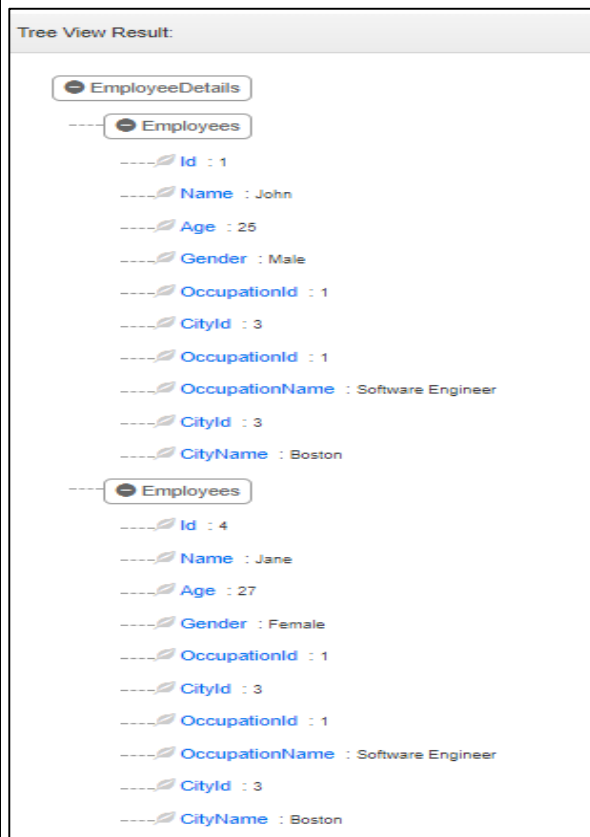 Tree View Result:
EmployeeDetails
Employees
Id : 1
Name : John
Age : 25
Gender : Male
OccupationId : 1
CityId : 3
OccupationId : 1
OccupationName : Software Engineer
CityId : 3
CityName : Boston
Employees
Id : 4
Name : Jane
Age : 27
Gender : Female
OccupationId : 1
CityId : 3
OccupationId : 1
OccupationName : Software Engineer
CityId : 3
CityName : Boston